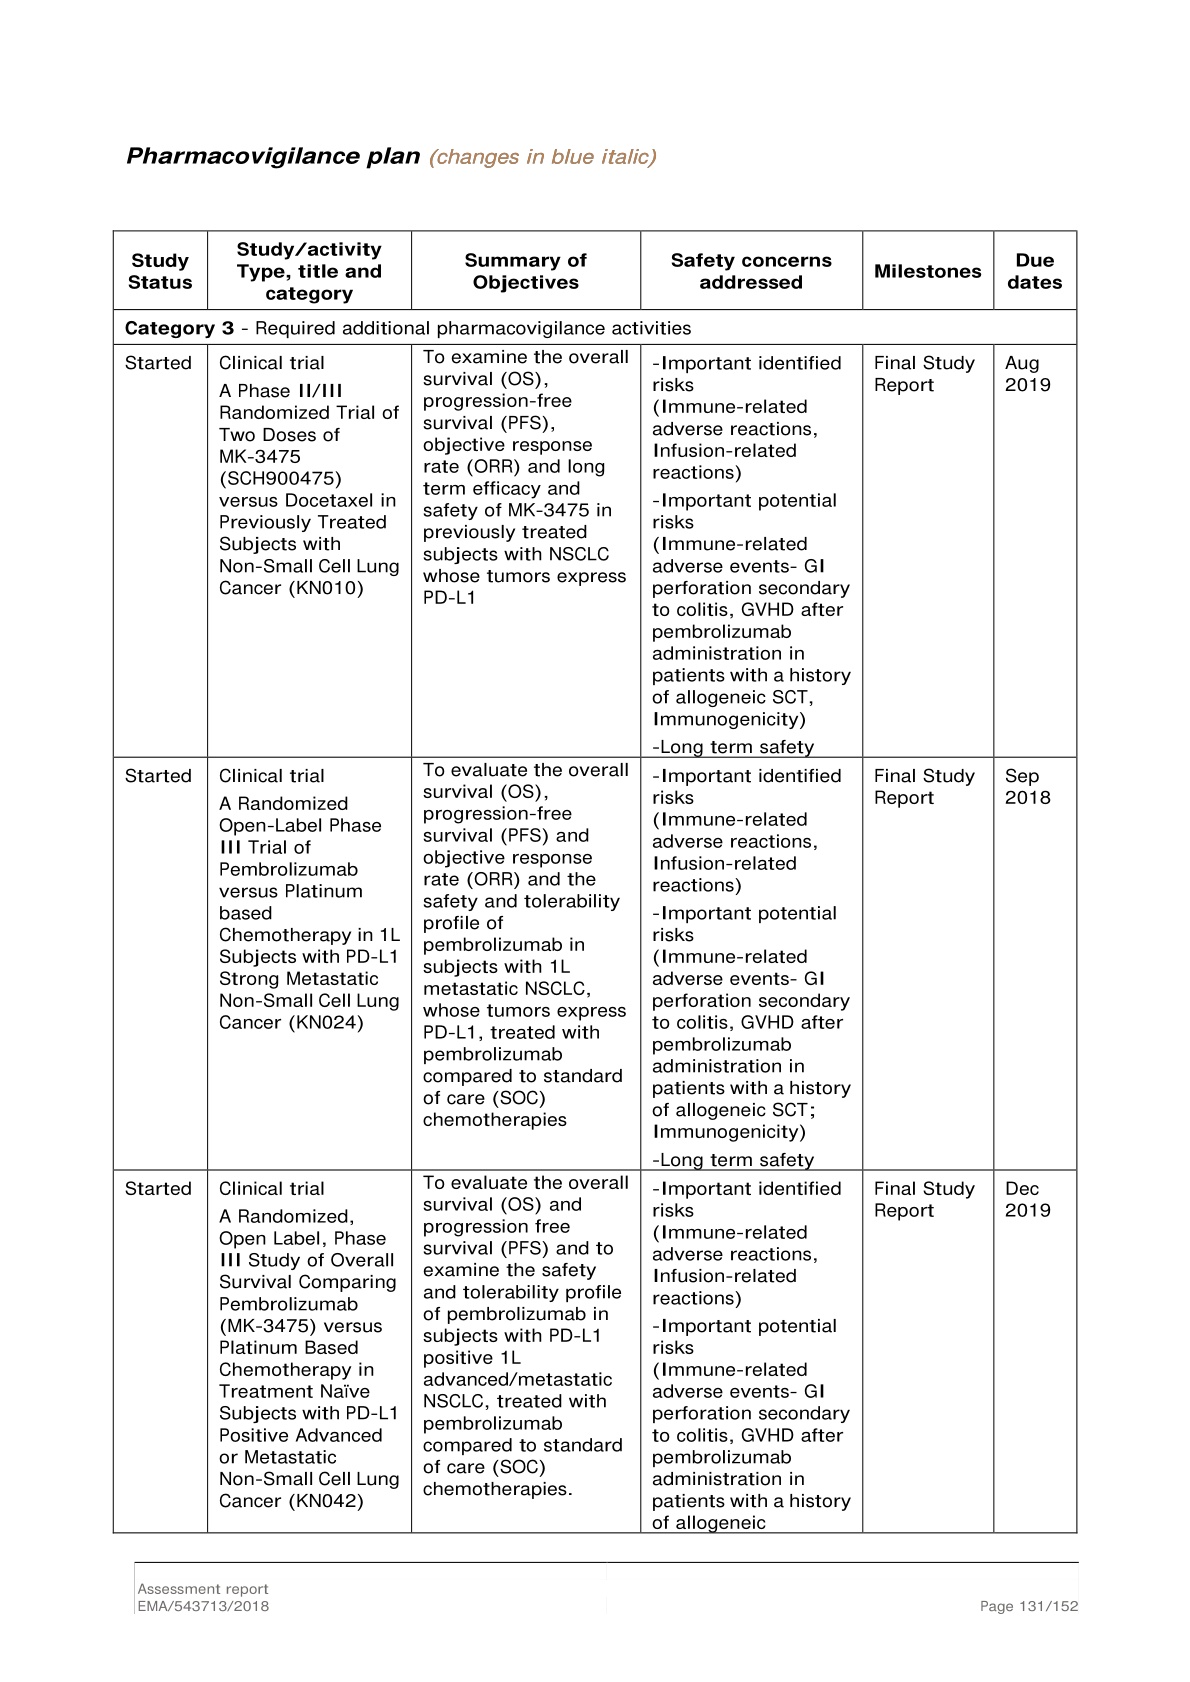 Pharmacovigilance plan (changes in blue italic)
Study
Status
Study/activity
Type, title and
category
Summary of
Objectives
Safety concerns
addressed
Milestones
Due
dates
Category 3 - Required additional pharmacovigilance activities
Started
Clinical trial
A Phase II/III
Randomized Trial of
Two Doses of
MK-3475
(SCH900475)
versus Docetaxel in
Previously Treated
Subjects with
Non-Small Cell Lung
Cancer (KN010)
To examine the overall
survival (OS),
progression-free
survival (PFS),
objective response
rate (ORR) and long
term efficacy and
safety of MK-3475 in
previously treated
subjects with NSCLC
whose tumors express
PD-L1
-Important identified
risks
(Immune-related
adverse reactions,
Infusion-related
reactions)
-Important potential
risks
(Immune-related
adverse events- GI
perforation secondary
to colitis, GVHD after
pembrolizumab
administration in
patients with a history
of allogeneic SCT,
Immunogenicity)
-Long term safety
Final Study
Report
Aug
2019
Started
Clinical trial
A Randomized
Open-Label Phase
III Trial of
Pembrolizumab
versus Platinum
based
Chemotherapy in 1L
Subjects with PD-L1
Strong Metastatic
Non-Small Cell Lung
Cancer (KN024)
To evaluate the overall
survival (OS),
progression-free
survival (PFS) and
objective response
rate (ORR) and the
safety and tolerability
profile of
pembrolizumab in
subjects with 1L
metastatic NSCLC,
whose tumors express
PD-L1, treated with
pembrolizumab
compared to standard
of care (SOC)
chemotherapies
-Important identified
risks
(Immune-related
adverse reactions,
Infusion-related
reactions)
-Important potential
risks
(Immune-related
adverse events- GI
perforation secondary
to colitis, GVHD after
pembrolizumab
administration in
patients with a history
of allogeneic SCT;
Immunogenicity)
-Long term safety
Final Study
Report
Sep
2018
Started
Clinical trial
A Randomized,
Open Label, Phase
III Study of Overall
Survival Comparing
Pembrolizumab
(MK-3475) versus
Platinum Based
Chemotherapy in
Treatment Naïve
Subjects with PD-L1
Positive Advanced
or Metastatic
Non-Small Cell Lung
Cancer (KN042)
To evaluate the overall
survival (OS) and
progression free
survival (PFS) and to
examine the safety
and tolerability profile
of pembrolizumab in
subjects with PD-L1
positive 1L
advanced/metastatic
NSCLC, treated with
pembrolizumab
compared to standard
of care (SOC)
chemotherapies.
-Important identified
risks
(Immune-related
adverse reactions,
Infusion-related
reactions)
-Important potential
risks
(Immune-related
adverse events- GI
perforation secondary
to colitis, GVHD after
pembrolizumab
administration in
patients with a history
of allogeneic
Final Study
Report
Dec
2019
Assessment report
EMA/543713/2018
Page 131/152